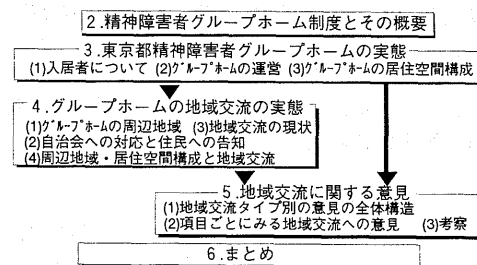 2.精神障害者グループホーム制度とその概要
3.東京都精神障害者グループホームの実態
(1)入居者について (2)グループホームの運営 (3)グループホームの居住空間構成
4.グループホームの地域交流の実態
(1)グループホームの周辺地域 (3)地域交流の現状
(2)自治会への対応と住民への告知
(4)周辺地域・居住空間構成と地域交流
5.地域交流に関する意見
(1)地域交流タイプ別の意見の全体構造
(2)項目ごとにみる地域交流への意見 (3)考察
6.まとめ